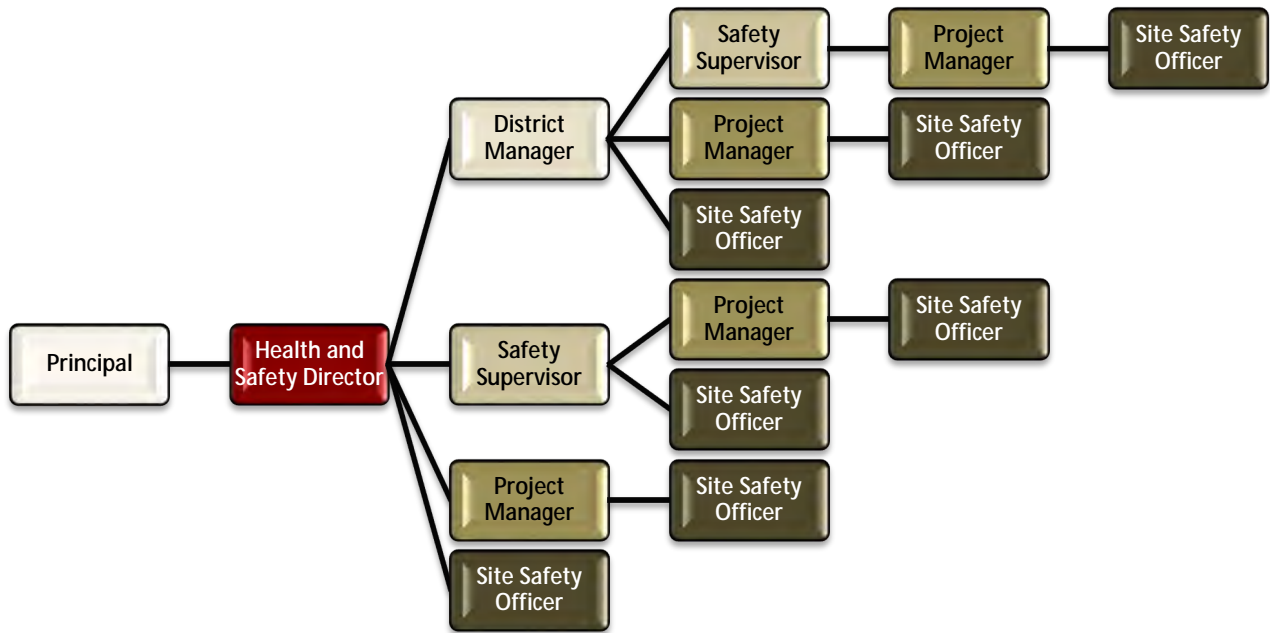 Safety
Supervisor
Project
Manager
Site Safety
Officer
District
Manager
Project
Manager
Site Safety
Officer
Site Safety
Officer
Principal
Health and
Safety Director
Safety
Supervisor
Project
Manager
Site Safety
Officer
Site Safety
Officer
Project
Manager
Site Safety
Officer
Site Safety
Officer